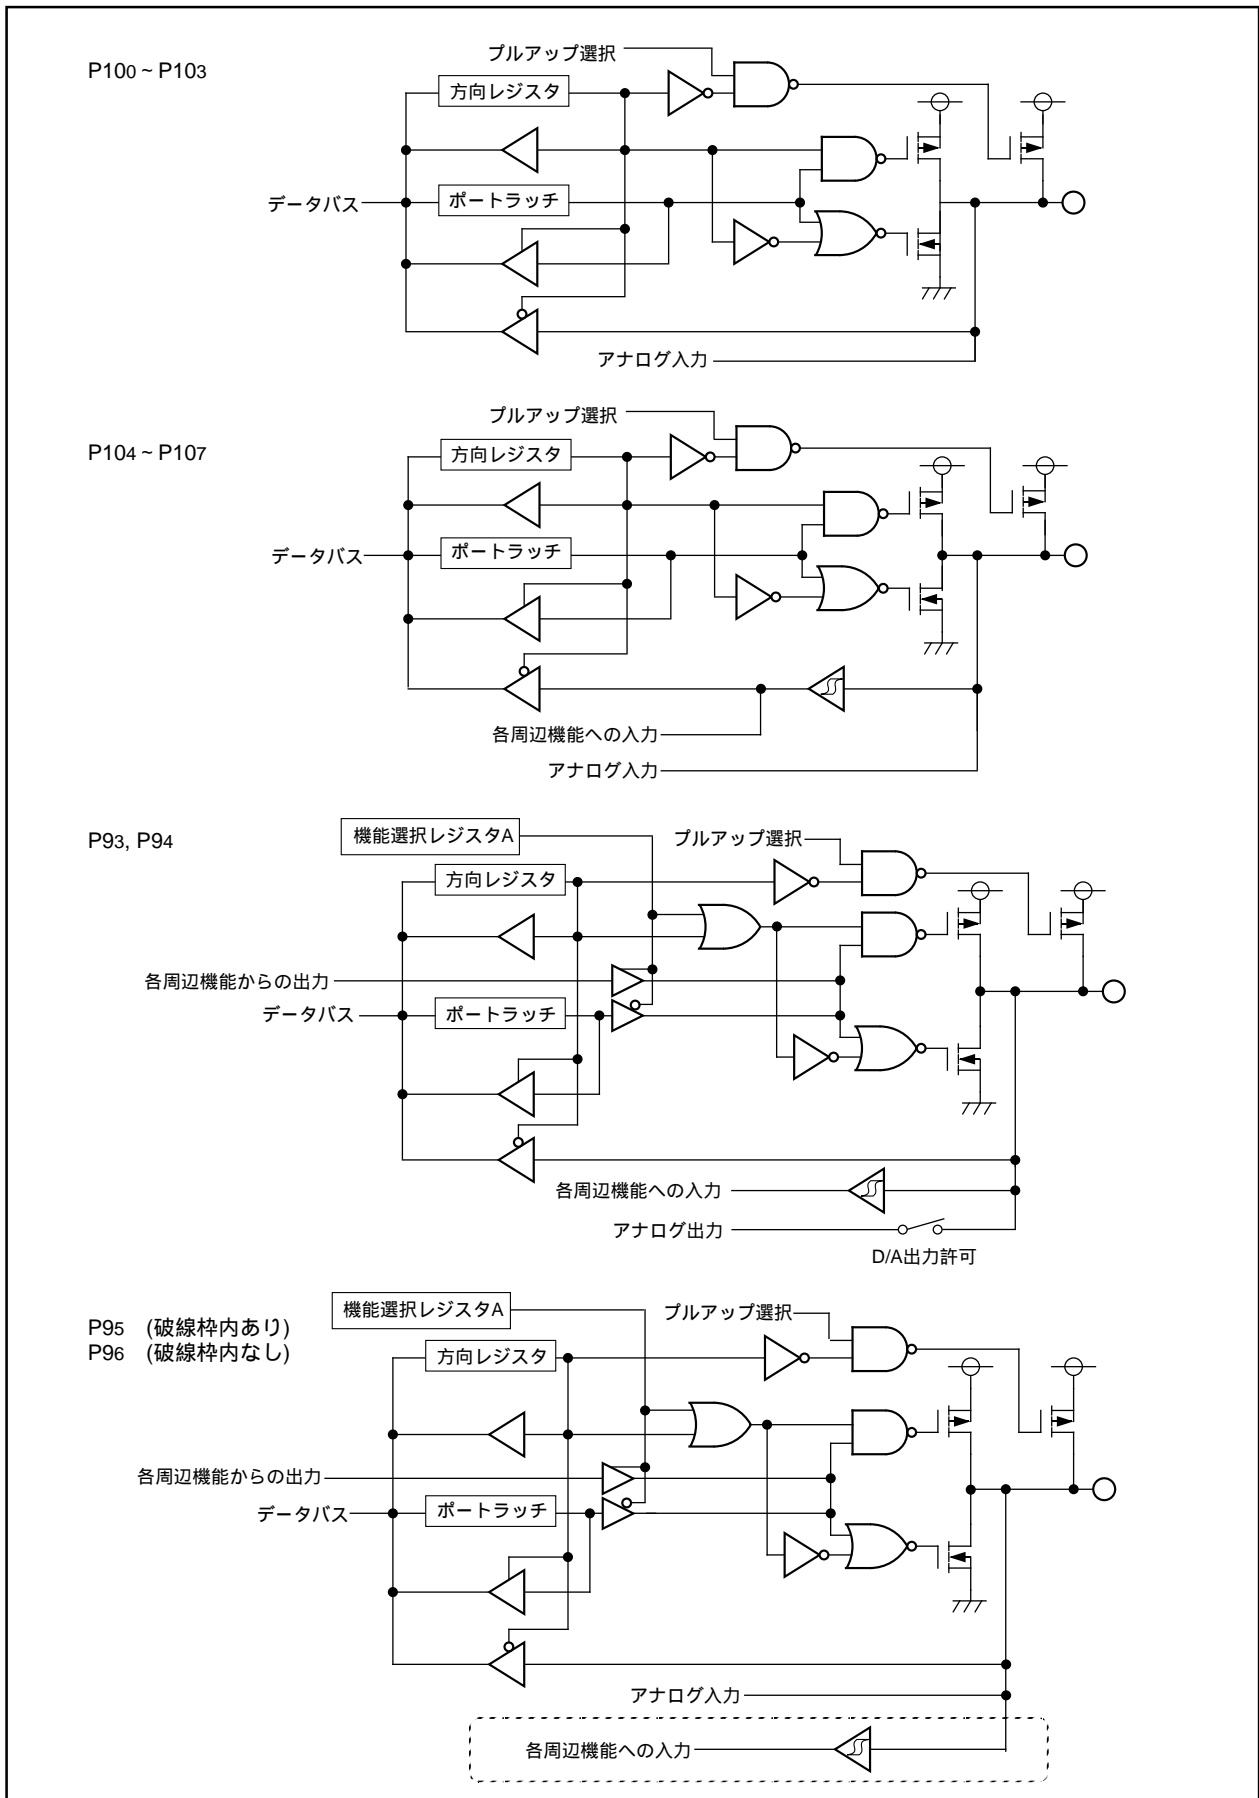 プルアップ選択
P100 ~ P103
方向レジスタ
データバス
ポートラッチ
アナログ入力
プルアップ選択
P104 ~ P107
方向レジスタ
データバス
ポートラッチ
各周辺機能への入力
アナログ入力
P93, P94
機能選択レジスタA
プルアップ選択
方向レジスタ
各周辺機能からの出力
データバス
ポートラッチ
各周辺機能への入力
アナログ出力
D/A出力許可
機能選択レジスタA
プルアップ選択
P95 (破線枠内あり)
P96 (破線枠内なし)
方向レジスタ
各周辺機能からの出力
データバス
ポートラッチ
アナログ入力
各周辺機能への入力